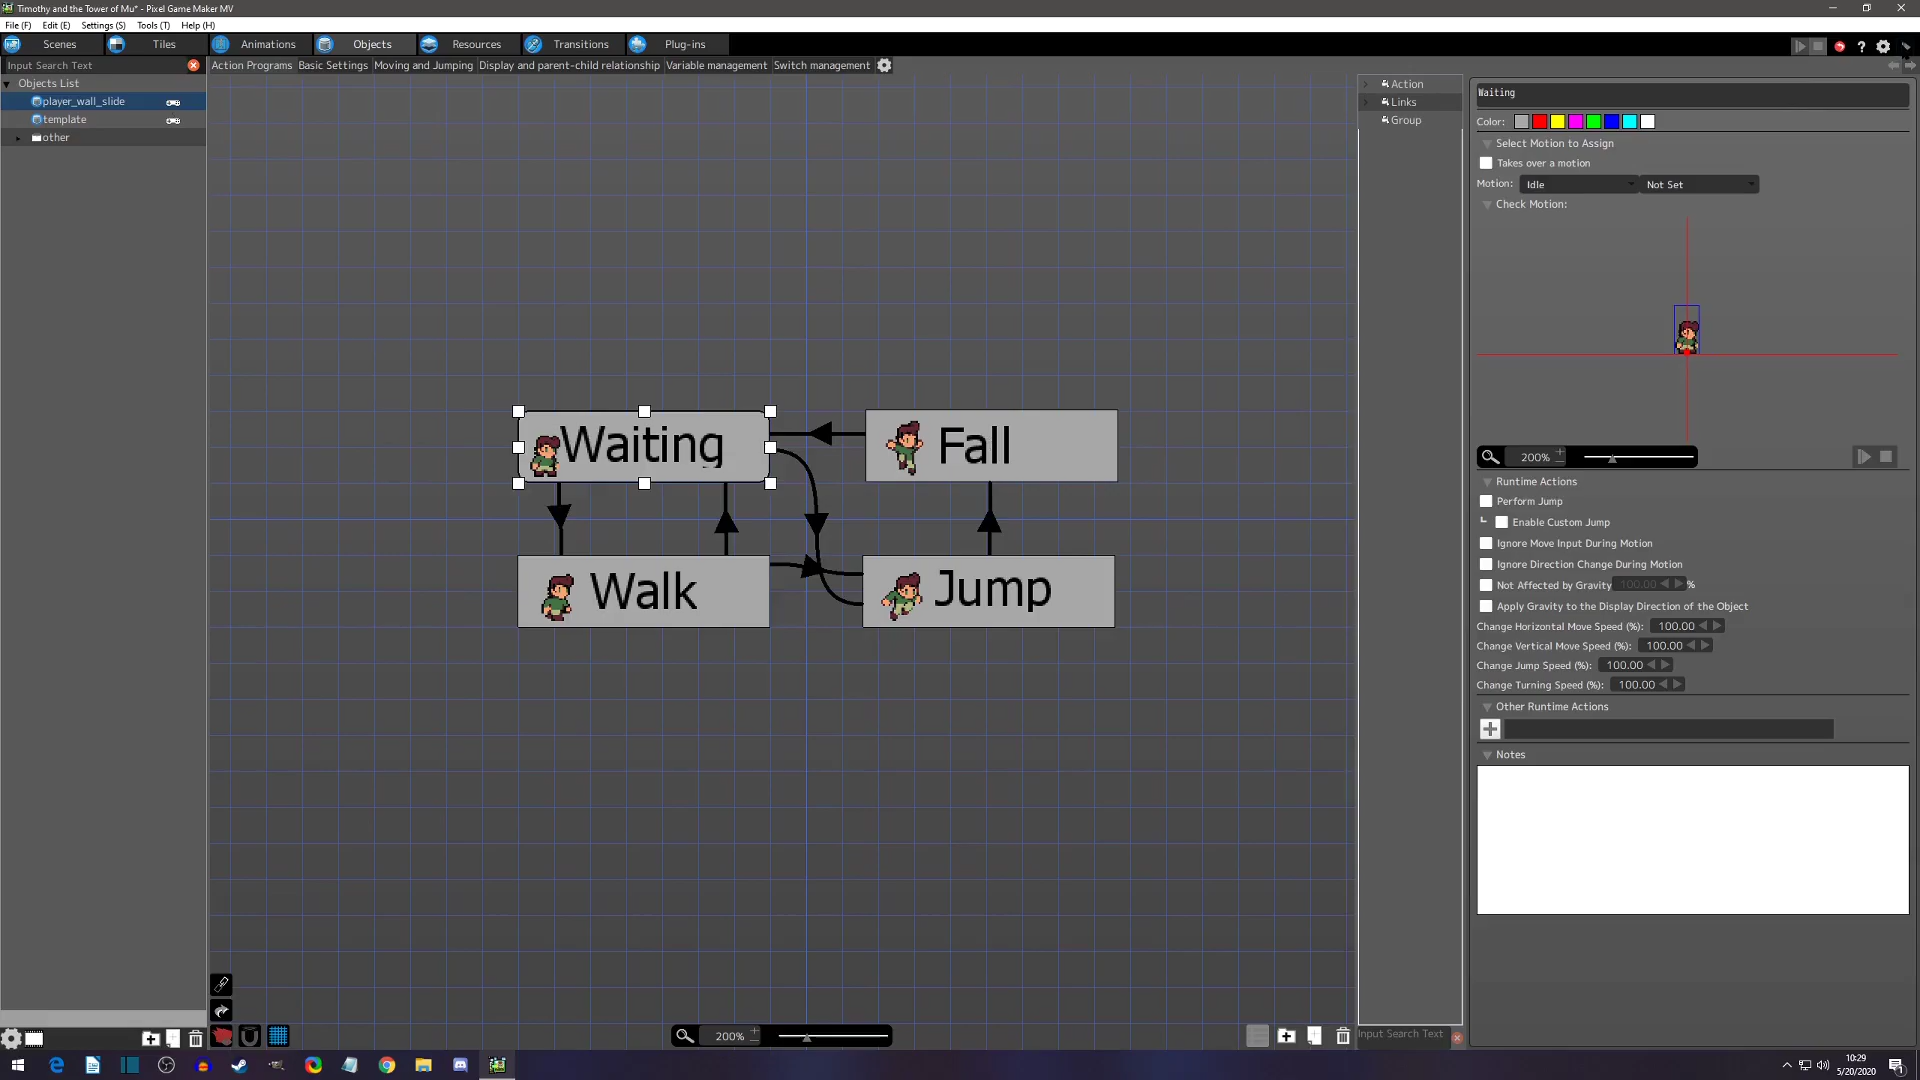 Timothy and the Tower of Mu* - Pixel Game Maker MV
File (F) Edit (E) Settings (S) Tools (T) Help (H)
Scenes Tiles Animations Objects Resources Transitions Plug-ins
Input Search Text
Action Programs Basic Settings Moving and Jumping Display and parent-child relationship Variable management Switch management
Objects List
player_wall_slide
template
other
Action
Links
Group
Waiting
Fall
Walk
Jump
200%
Input Search Text
Waiting
Color:
Select Motion to Assign
Takes over a motion
Motion: Idle Not Set
Check Motion:
200%
Runtime Actions
Perform Jump
Enable Custom Jump
Ignore Move Input During Motion
Ignore Direction Change During Motion
Not Affected by Gravity 100.00 %
Apply Gravity to the Display Direction of the Object
Change Horizontal Move Speed (%): 100.00
Change Vertical Move Speed (%): 100.00
Change Jump Speed (%): 100.00
Change Turning Speed (%): 100.00
Other Runtime Actions
Notes
10:29
5/20/2020